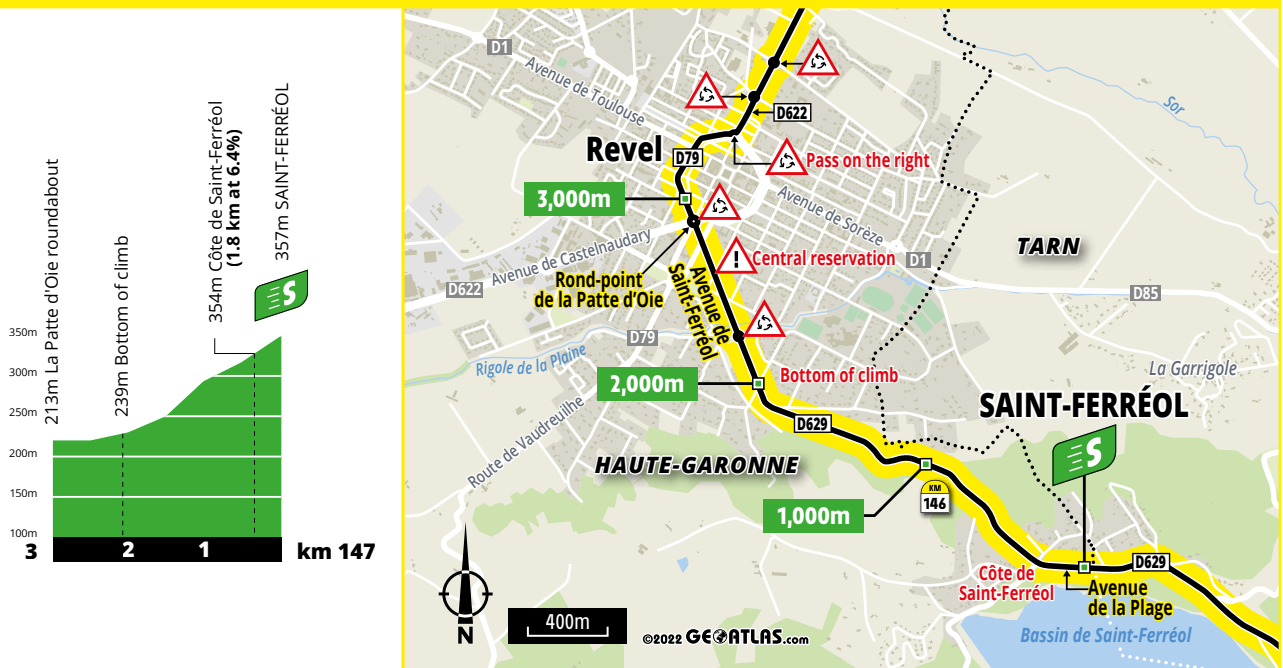 213m La Patte d'Oie roundabout
239m Bottom of climb
354m Côte de Saint-Ferréol
(1.8 km at 6.4%)
357m SAINT-FERRÉOL
S
350m
300m
250m
200m
150m
100m
3
2
1
km 147
D1
Avenue de Toulouse
Sor
D622
Revel
D79
Pass on the right
3,000m
Avenue de Sorèze
TARN
Avenue de Castelnaudary
!
Central reservation
D1
D622
Rond-point
de la Patte d'Oie
Avenue de
Saint-Ferréol
D85
D79
Rigole de la Plaine
La Garrigole
2,000m
Bottom of climb
SAINT-FERRÉOL
D629
Route de Vaudreuilhe
HAUTE-GARONNE
S
1,000m
KM
146
D629
Côte de
Saint-Ferréol
Avenue
de la Plage
N
400m
©2022 GEOATLAS.com
Bassin de Saint-Ferréol